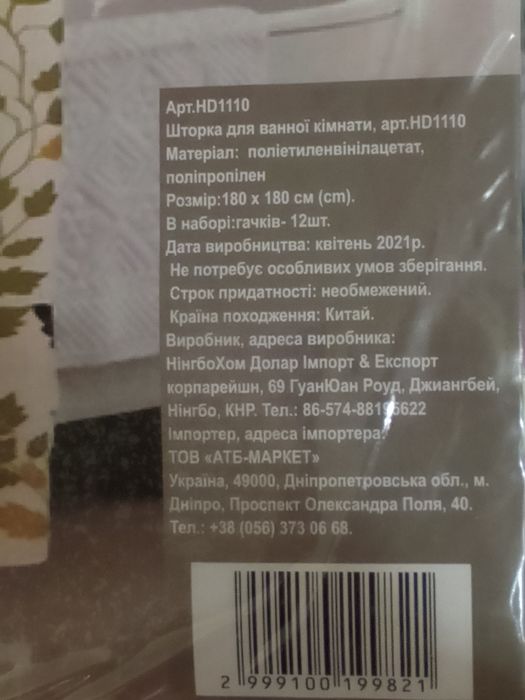 Арт.HD1110
Шторка для ванної кімнати, арт.HD1110
Матеріал: поліетиленвінілацетат,
поліпропілен
Розмір:180 х 180 см (cm).
В наборі:гачків- 12шт.
Дата виробництва: квітень 2021р.
Не потребує особливих умов зберігання.
Строк придатності: необмежений.
Країна походження: Китай.
Виробник, адреса виробника:
НінгбоХом Долар Імпорт & Експорт
корпарейшн, 69 ГуанЮан Роуд, Джиангбей,
Нінгбо, КНР. Тел.:
Імпортер, адреса імпортера:
ТОВ «АТБ-МАРКЕТ»
Україна, 49000, Дніпропетровська обл., м.
Дніпро, Проспект Олександра Поля, 40.
Тел.: +38 (056) 373 06 68.
2 999100 199821